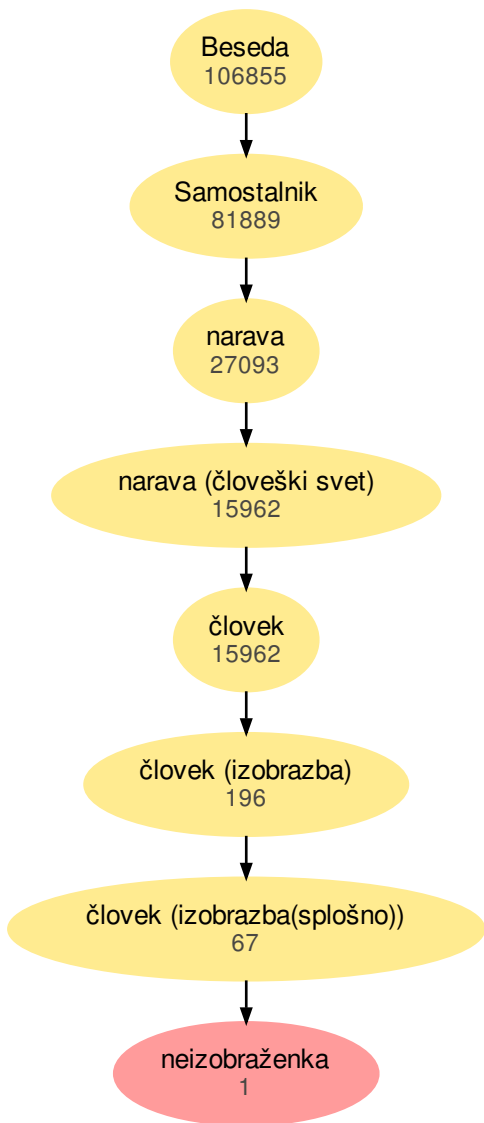 Beseda
106855
Samostalnik
81889
narava
27093
narava (človeški svet)
15962
človek
15962
človek (izobrazba)
196
človek (izobrazba(splošno))
67
neizobraženka
1